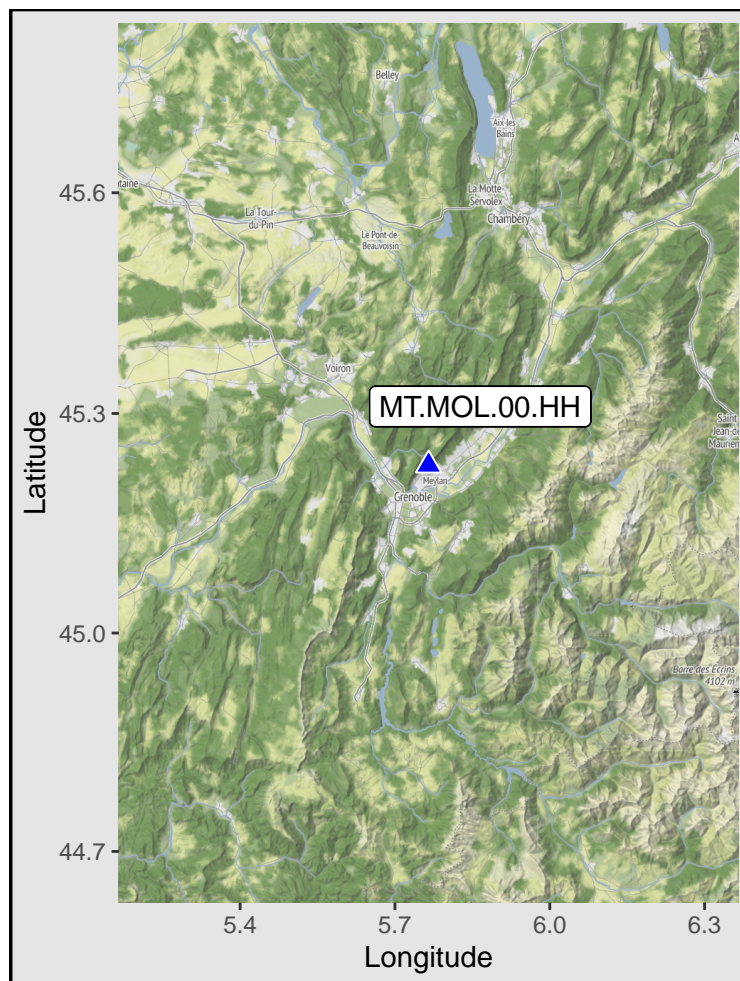 Belley
Aix-les
Bains
45.6
ntaine
La Motte
Servolex
La Tour-
du-Pin
Chambéry
Le Pont-de-
Beauvoisin
Voiron
45.3
MT.MOL.00.HH
Saint
Jean-de
Maurien
Meylan
Grenoble
Latitude
45.0
Barre des Écrins
4102 m
44.7
5.4
5.7
6.0
6.3
Longitude